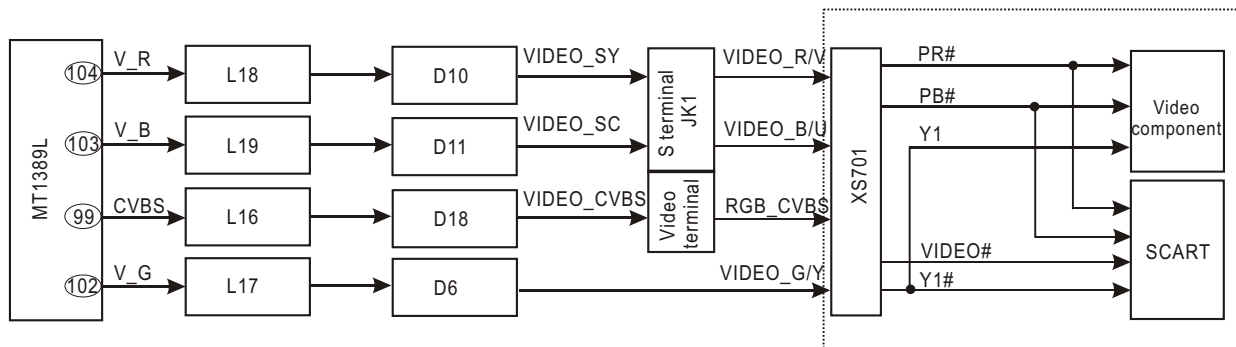 MT1389L
104
V_R
L18
D10
VIDEO_SY
S terminal
JK1
VIDEO_R/V
XS701
PR#
PB#
Y1
Video
component
103
V_B
L19
D11
VIDEO_SC
VIDEO_B/U
99
CVBS
L16
D18
VIDEO_CVBS
Video
terminal
RGB_CVBS
VIDEO#
Y1#
SCART
102
V_G
L17
D6
VIDEO_G/Y